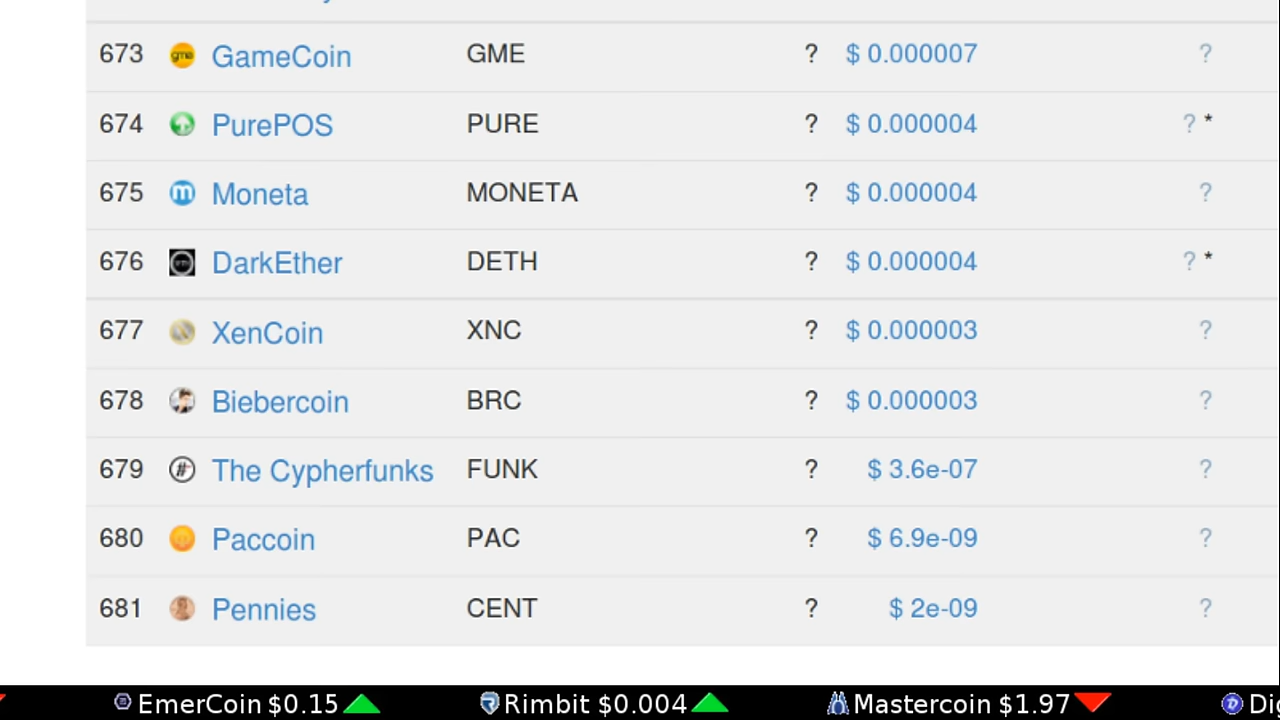 673 GameCoin GME ? $ 0.000007 ?
674 PurePOS PURE ? $ 0.000004 ? *
675 Moneta MONETA ? $ 0.000004 ?
676 DarkEther DETH ? $ 0.000004 ? *
677 XenCoin XNC ? $ 0.000003 ?
678 Biebercoin BRC ? $ 0.000003 ?
679 The Cypherfunks FUNK ? $ 3.6e-07 ?
680 Paccoin PAC ? $ 6.9e-09 ?
681 Pennies CENT ? $ 2e-09 ?
EmerCoin $0.15 Rimbit $0.004 Mastercoin $1.97